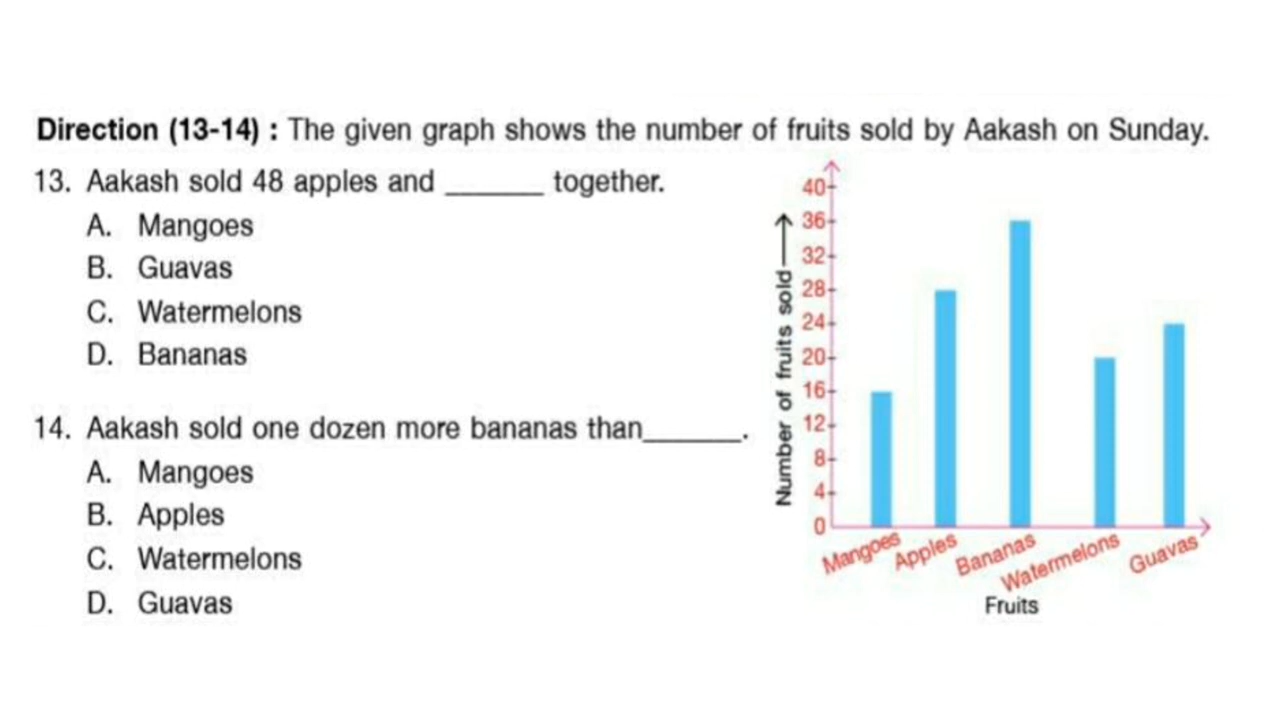 Direction (13-14) : The given graph shows the number of fruits sold by Aakash on Sunday.
13. Aakash sold 48 apples and ______ together.
A. Mangoes
B. Guavas
C. Watermelons
D. Bananas
14. Aakash sold one dozen more bananas than______.
A. Mangoes
B. Apples
C. Watermelons
D. Guavas
Number of fruits sold
40
36
32
28
24
20
16
12
8
4
0
Mangoes
Apples
Bananas
Watermelons
Guavas
Fruits